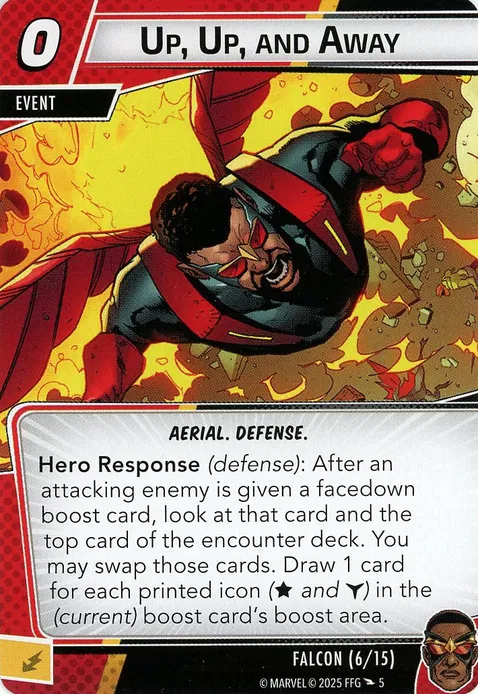 0
UP, UP, AND AWAY
EVENT
AERIAL. DEFENSE.
Hero Response (defense): After an
attacking enemy is given a facedown
boost card, look at that card and the
top card of the encounter deck. You
may swap those cards. Draw 1 card
for each printed icon (★ and ) in the
(current) boost card's boost area.
FALCON (6/15)
© MARVEL © 2025 FFG 5